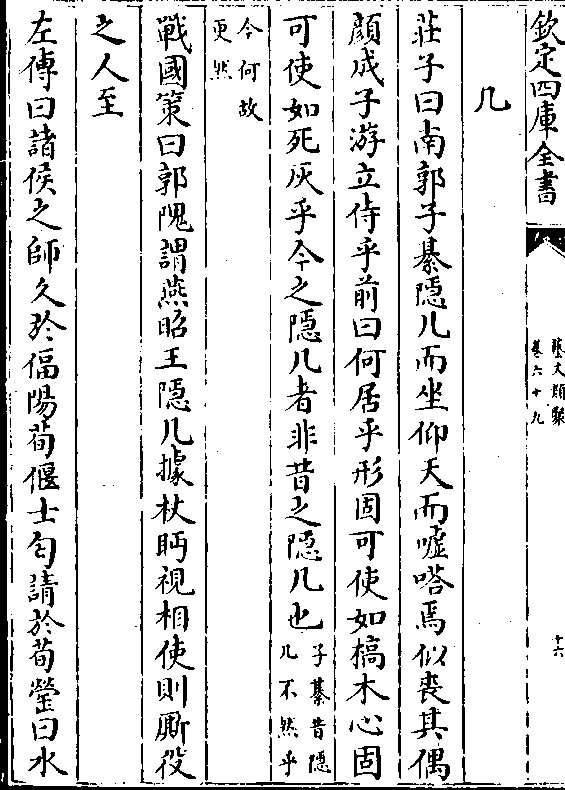 欽定四庫全書
藝文類聚
卷六十九
十六
几
莊子曰南郭子綦隱几而坐仰天而噓嗒焉似喪其偶
顔成子游立侍乎前曰何居乎形固可使如槁木心固
可使如死灰乎今之隱几者非昔之隱几也
子綦昔隱
几不然乎
今何故
更然
戰國策曰郭隗謂燕昭王隱几據杖眄視相使則厮役
之人至
左傳曰諸侯之師久於偪陽荀偃士匄請於荀罃曰水